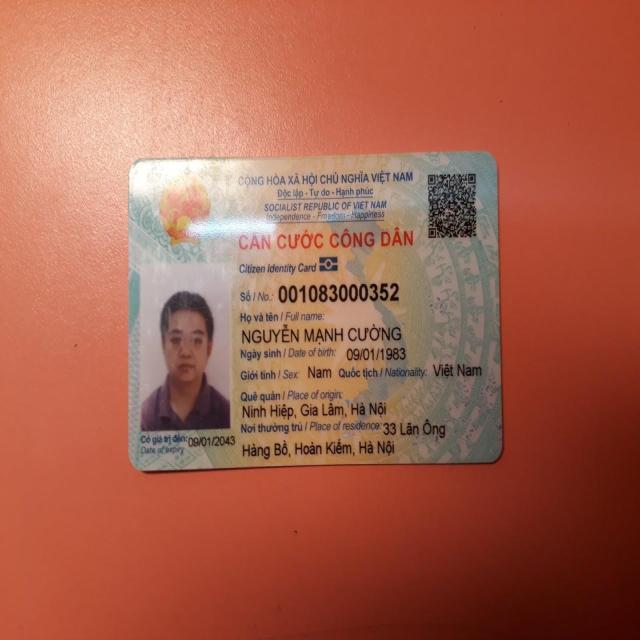 CỘNG HÒA XÃ HỘI CHỦ NGHĨA VIỆT NAM
Độc lập - Tự do - Hạnh phúc
SOCIALIST REPUBLIC OF VIET NAM
Independence - Freedom - Happiness
CĂN CƯỚC CÔNG DÂN
Citizen Identity Card
Số / No.: 001083000352
Họ và tên / Full name:
NGUYỄN MẠNH CƯỜNG
Ngày sinh / Date of birth: 09/01/1983
Giới tính / Sex: Nam Quốc tịch / Nationality: Việt Nam
Quê quán / Place of origin:
Ninh Hiệp, Gia Lâm, Hà Nội
Nơi thường trú / Place of residence: 33 Lãn Ông
Hàng Bồ, Hoàn Kiếm, Hà Nội
Có giá trị đến: 09/01/2043
Date of expiry